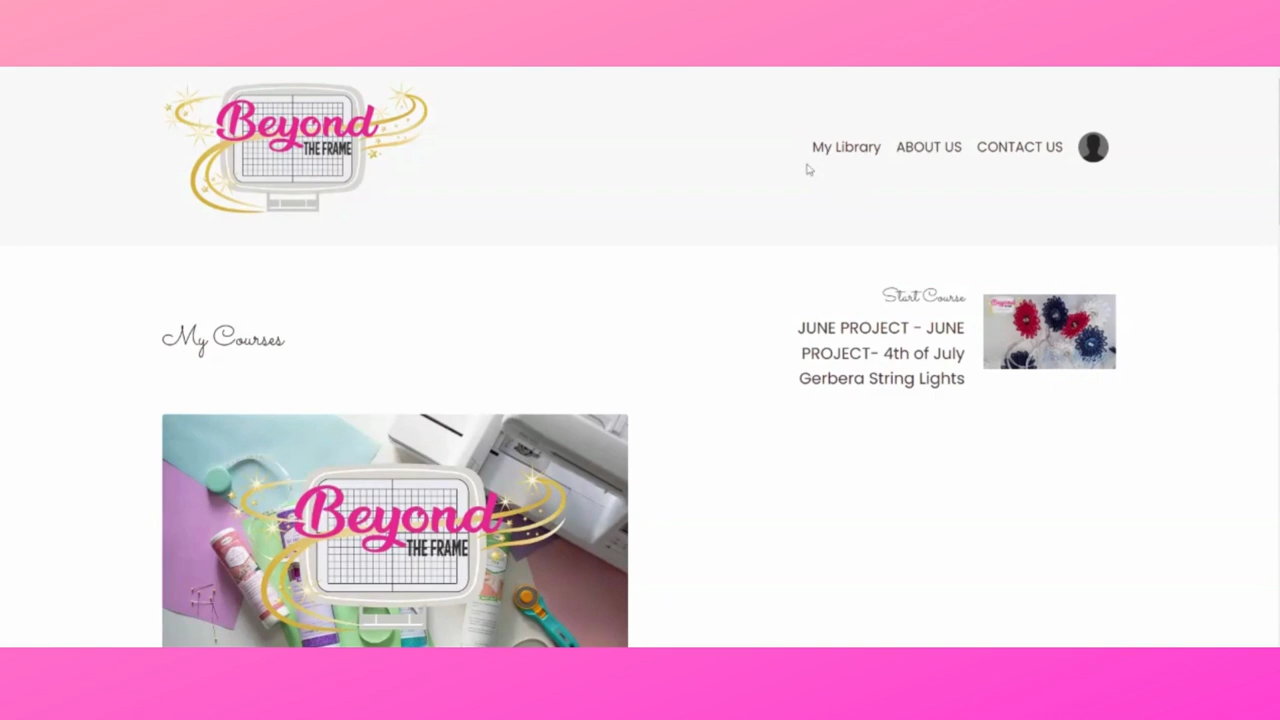 Beyond
THE FRAME
My Library ABOUT US CONTACT US
Start Course
JUNE PROJECT - JUNE
PROJECT- 4th of July
Gerbera String Lights
My Courses
Beyond
THE FRAME